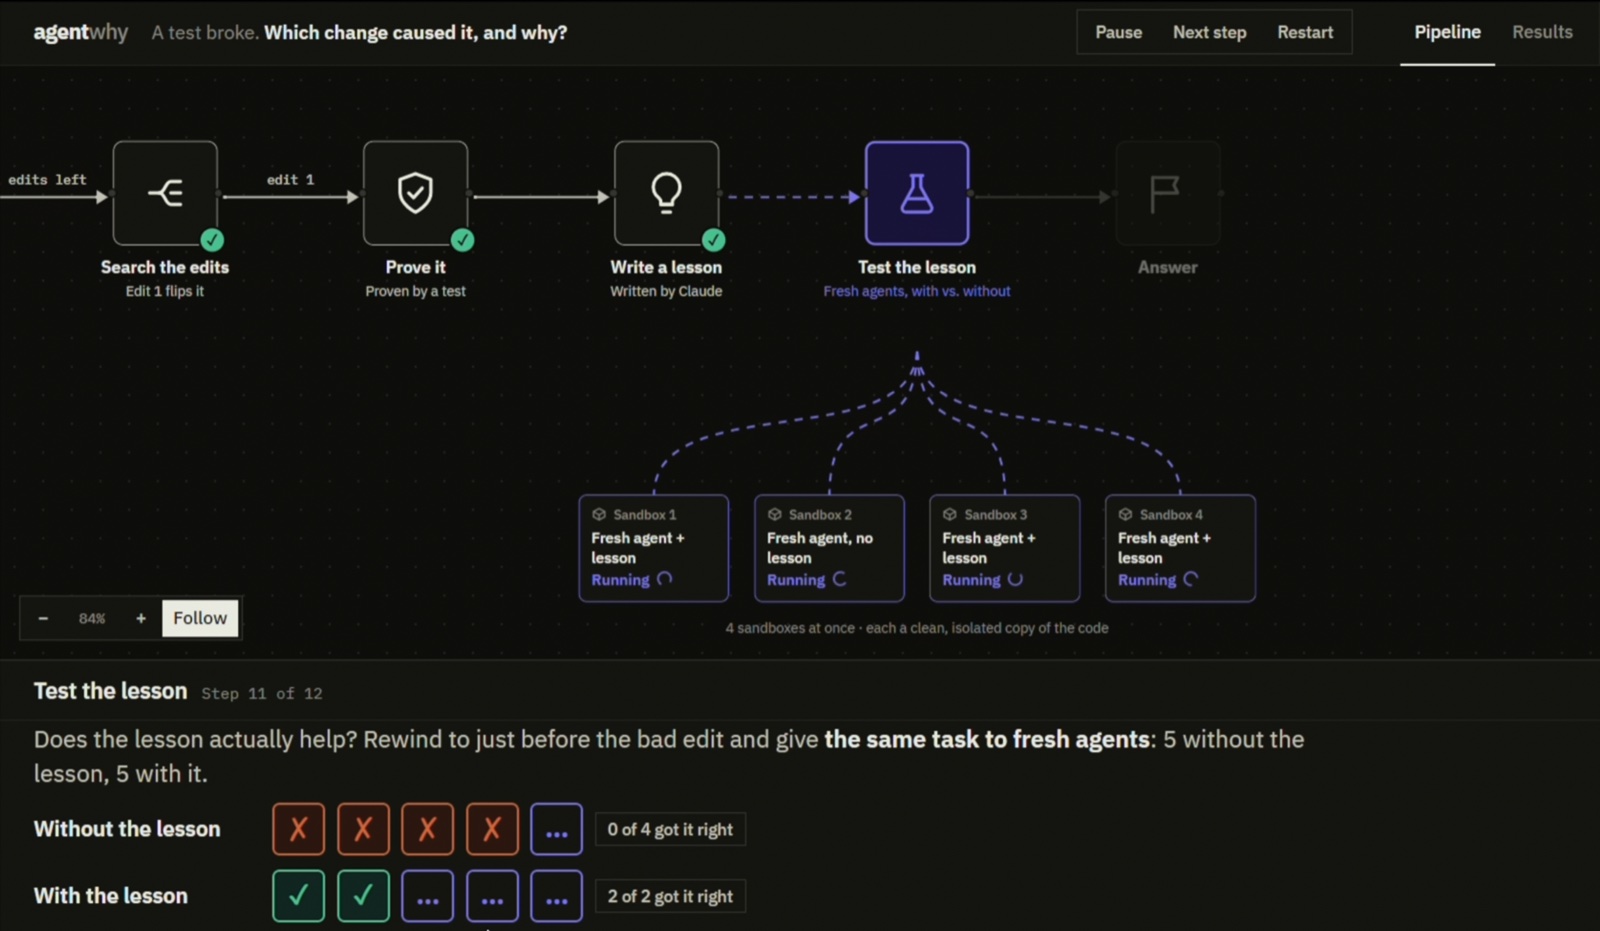 agentwhy A test broke. Which change caused it, and why? Pause Next step Restart Pipeline Results
edits left edit 1
Search the edits
Edit 1 flips it
Prove it
Proven by a test
Write a lesson
Written by Claude
Test the lesson
Fresh agents, with vs. without
Answer
Sandbox 1
Fresh agent +
lesson
Running
Sandbox 2
Fresh agent, no
lesson
Running
Sandbox 3
Fresh agent +
lesson
Running
Sandbox 4
Fresh agent +
lesson
Running
4 sandboxes at once · each a clean, isolated copy of the code
− 84% + Follow
Test the lesson Step 11 of 12
Does the lesson actually help? Rewind to just before the bad edit and give the same task to fresh agents: 5 without the
lesson, 5 with it.
Without the lesson ✗ ✗ ✗ ✗ ... 0 of 4 got it right
With the lesson ✓ ✓ ... ... ... 2 of 2 got it right